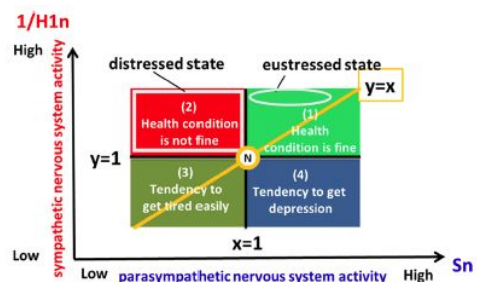 1/H1n
High
sympathetic nervous system activity
Low
distressed state
eustressed state
y=x
(2)
Health condition
is not fine
(1)
Health
condition is fine
y=1
N
(3)
Tendency to
get tired easily
(4)
Tendency to get
depression
x=1
Low
parasympathetic nervous system activity
High
Sn